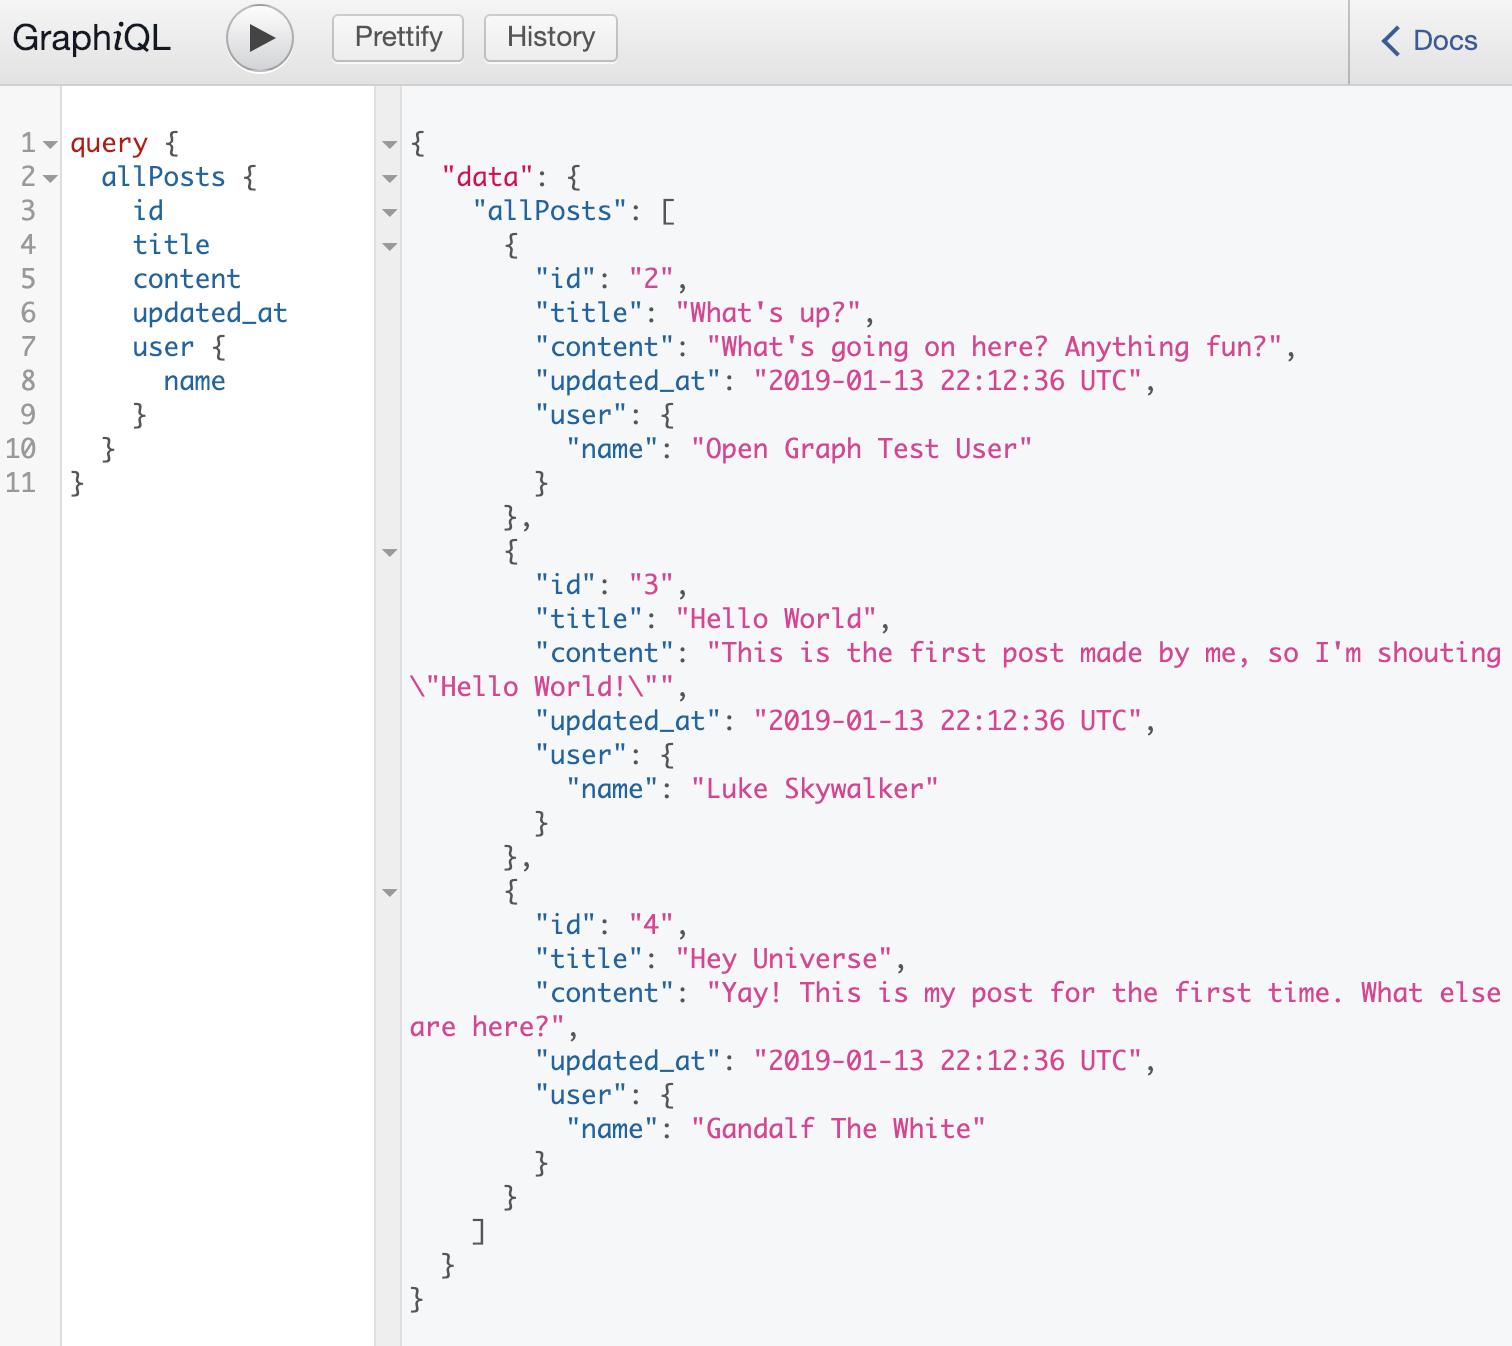 GraphiQL
Prettify
History
Docs
1 query {
2   allPosts {
3     id
4     title
5     content
6     updated_at
7     user {
8       name
9     }
10   }
11 }
{
  "data": {
    "allPosts": [
      {
        "id": "2",
        "title": "What's up?",
        "content": "What's going on here? Anything fun?",
        "updated_at": "2019-01-13 22:12:36 UTC",
        "user": {
          "name": "Open Graph Test User"
        }
      },
      {
        "id": "3",
        "title": "Hello World",
        "content": "This is the first post made by me, so I'm shouting
\"Hello World!\"",
        "updated_at": "2019-01-13 22:12:36 UTC",
        "user": {
          "name": "Luke Skywalker"
        }
      },
      {
        "id": "4",
        "title": "Hey Universe",
        "content": "Yay! This is my post for the first time. What else
are here?",
        "updated_at": "2019-01-13 22:12:36 UTC",
        "user": {
          "name": "Gandalf The White"
        }
      }
    ]
  }
}